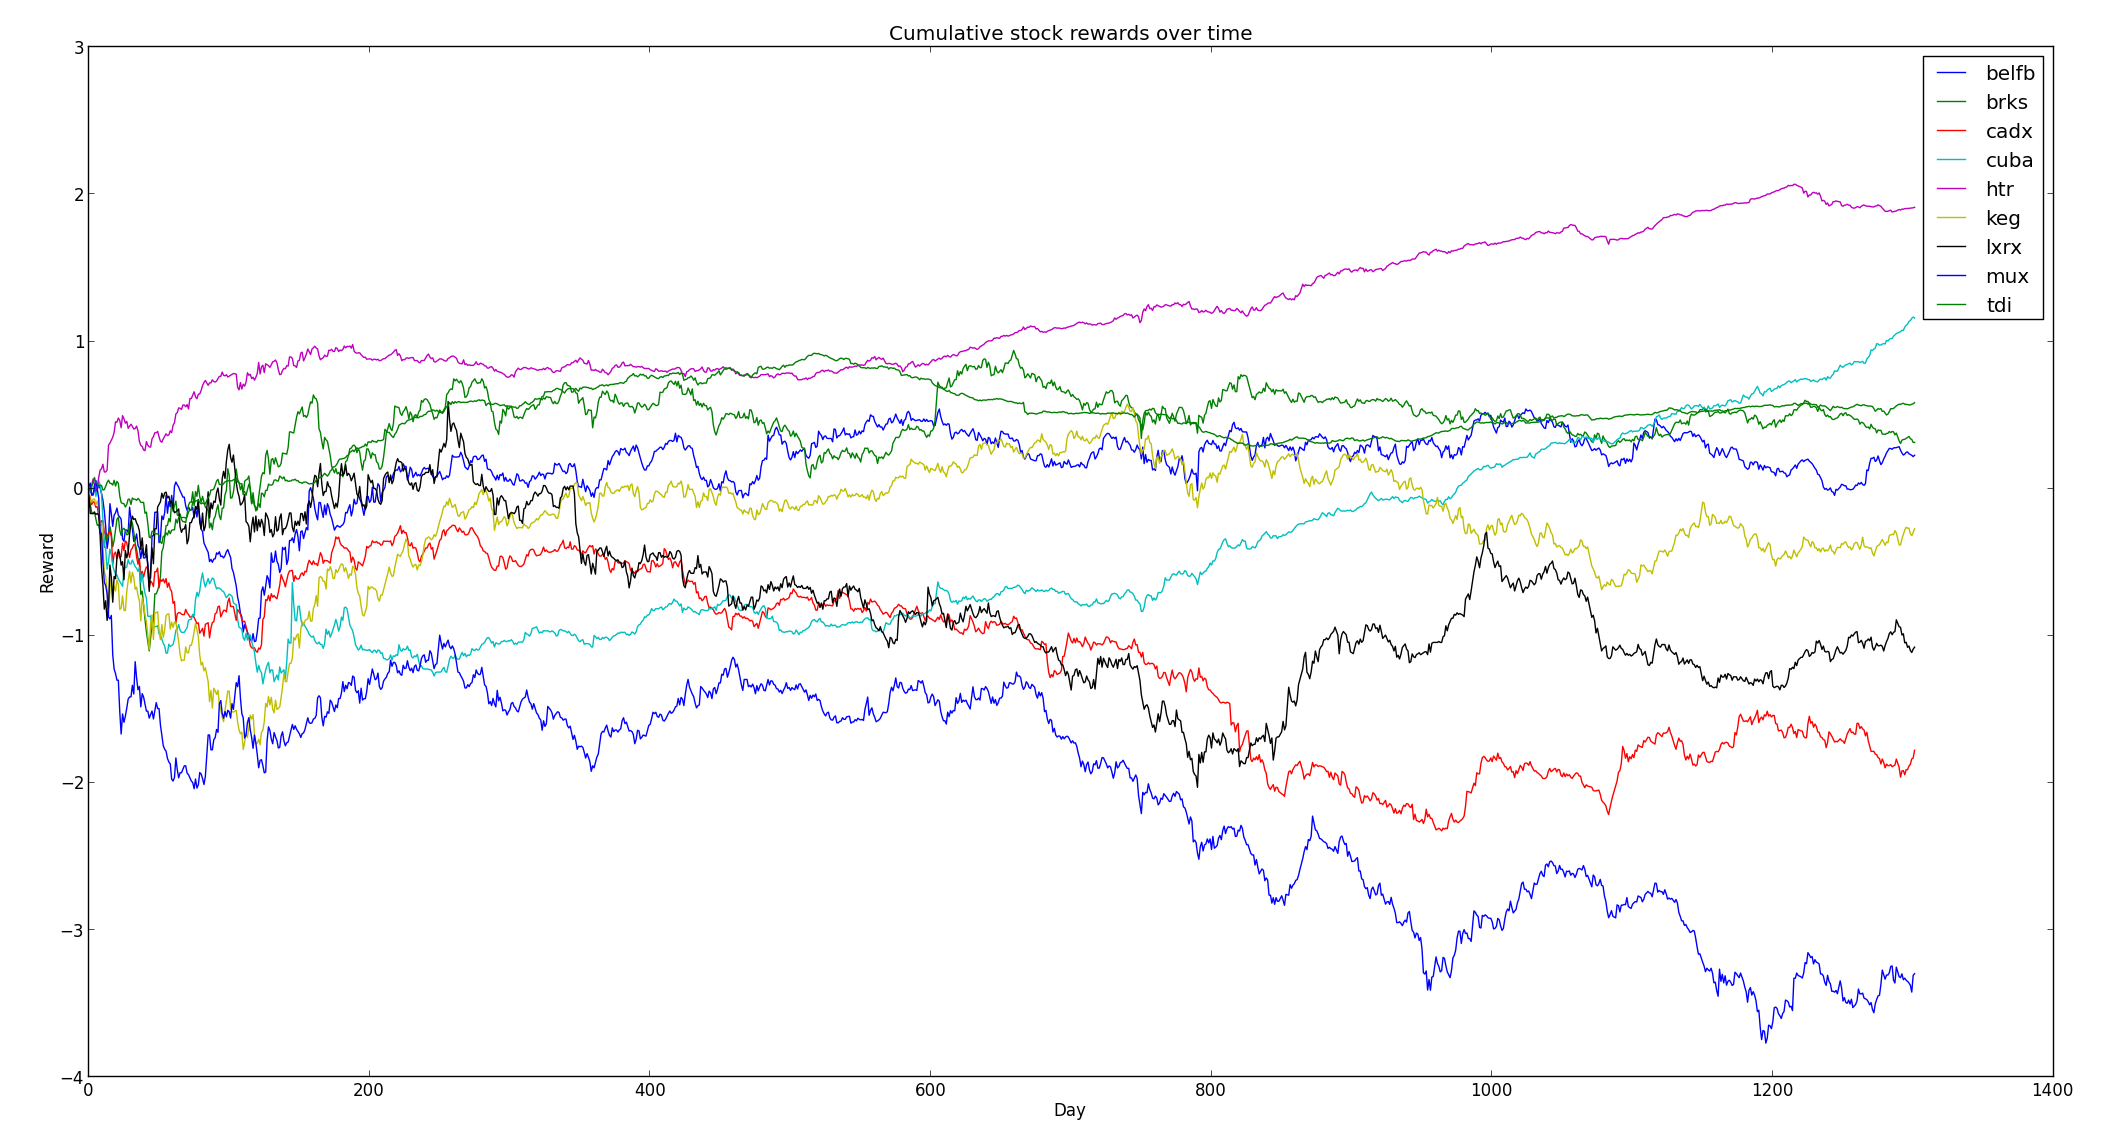 Cumulative stock rewards over time
3
2
1
0
−1
−2
−3
−4
Reward
belfb
brks
cadx
cuba
htr
keg
lxrx
mux
tdi
0 200 400 600 800 1000 1200 1400
Day